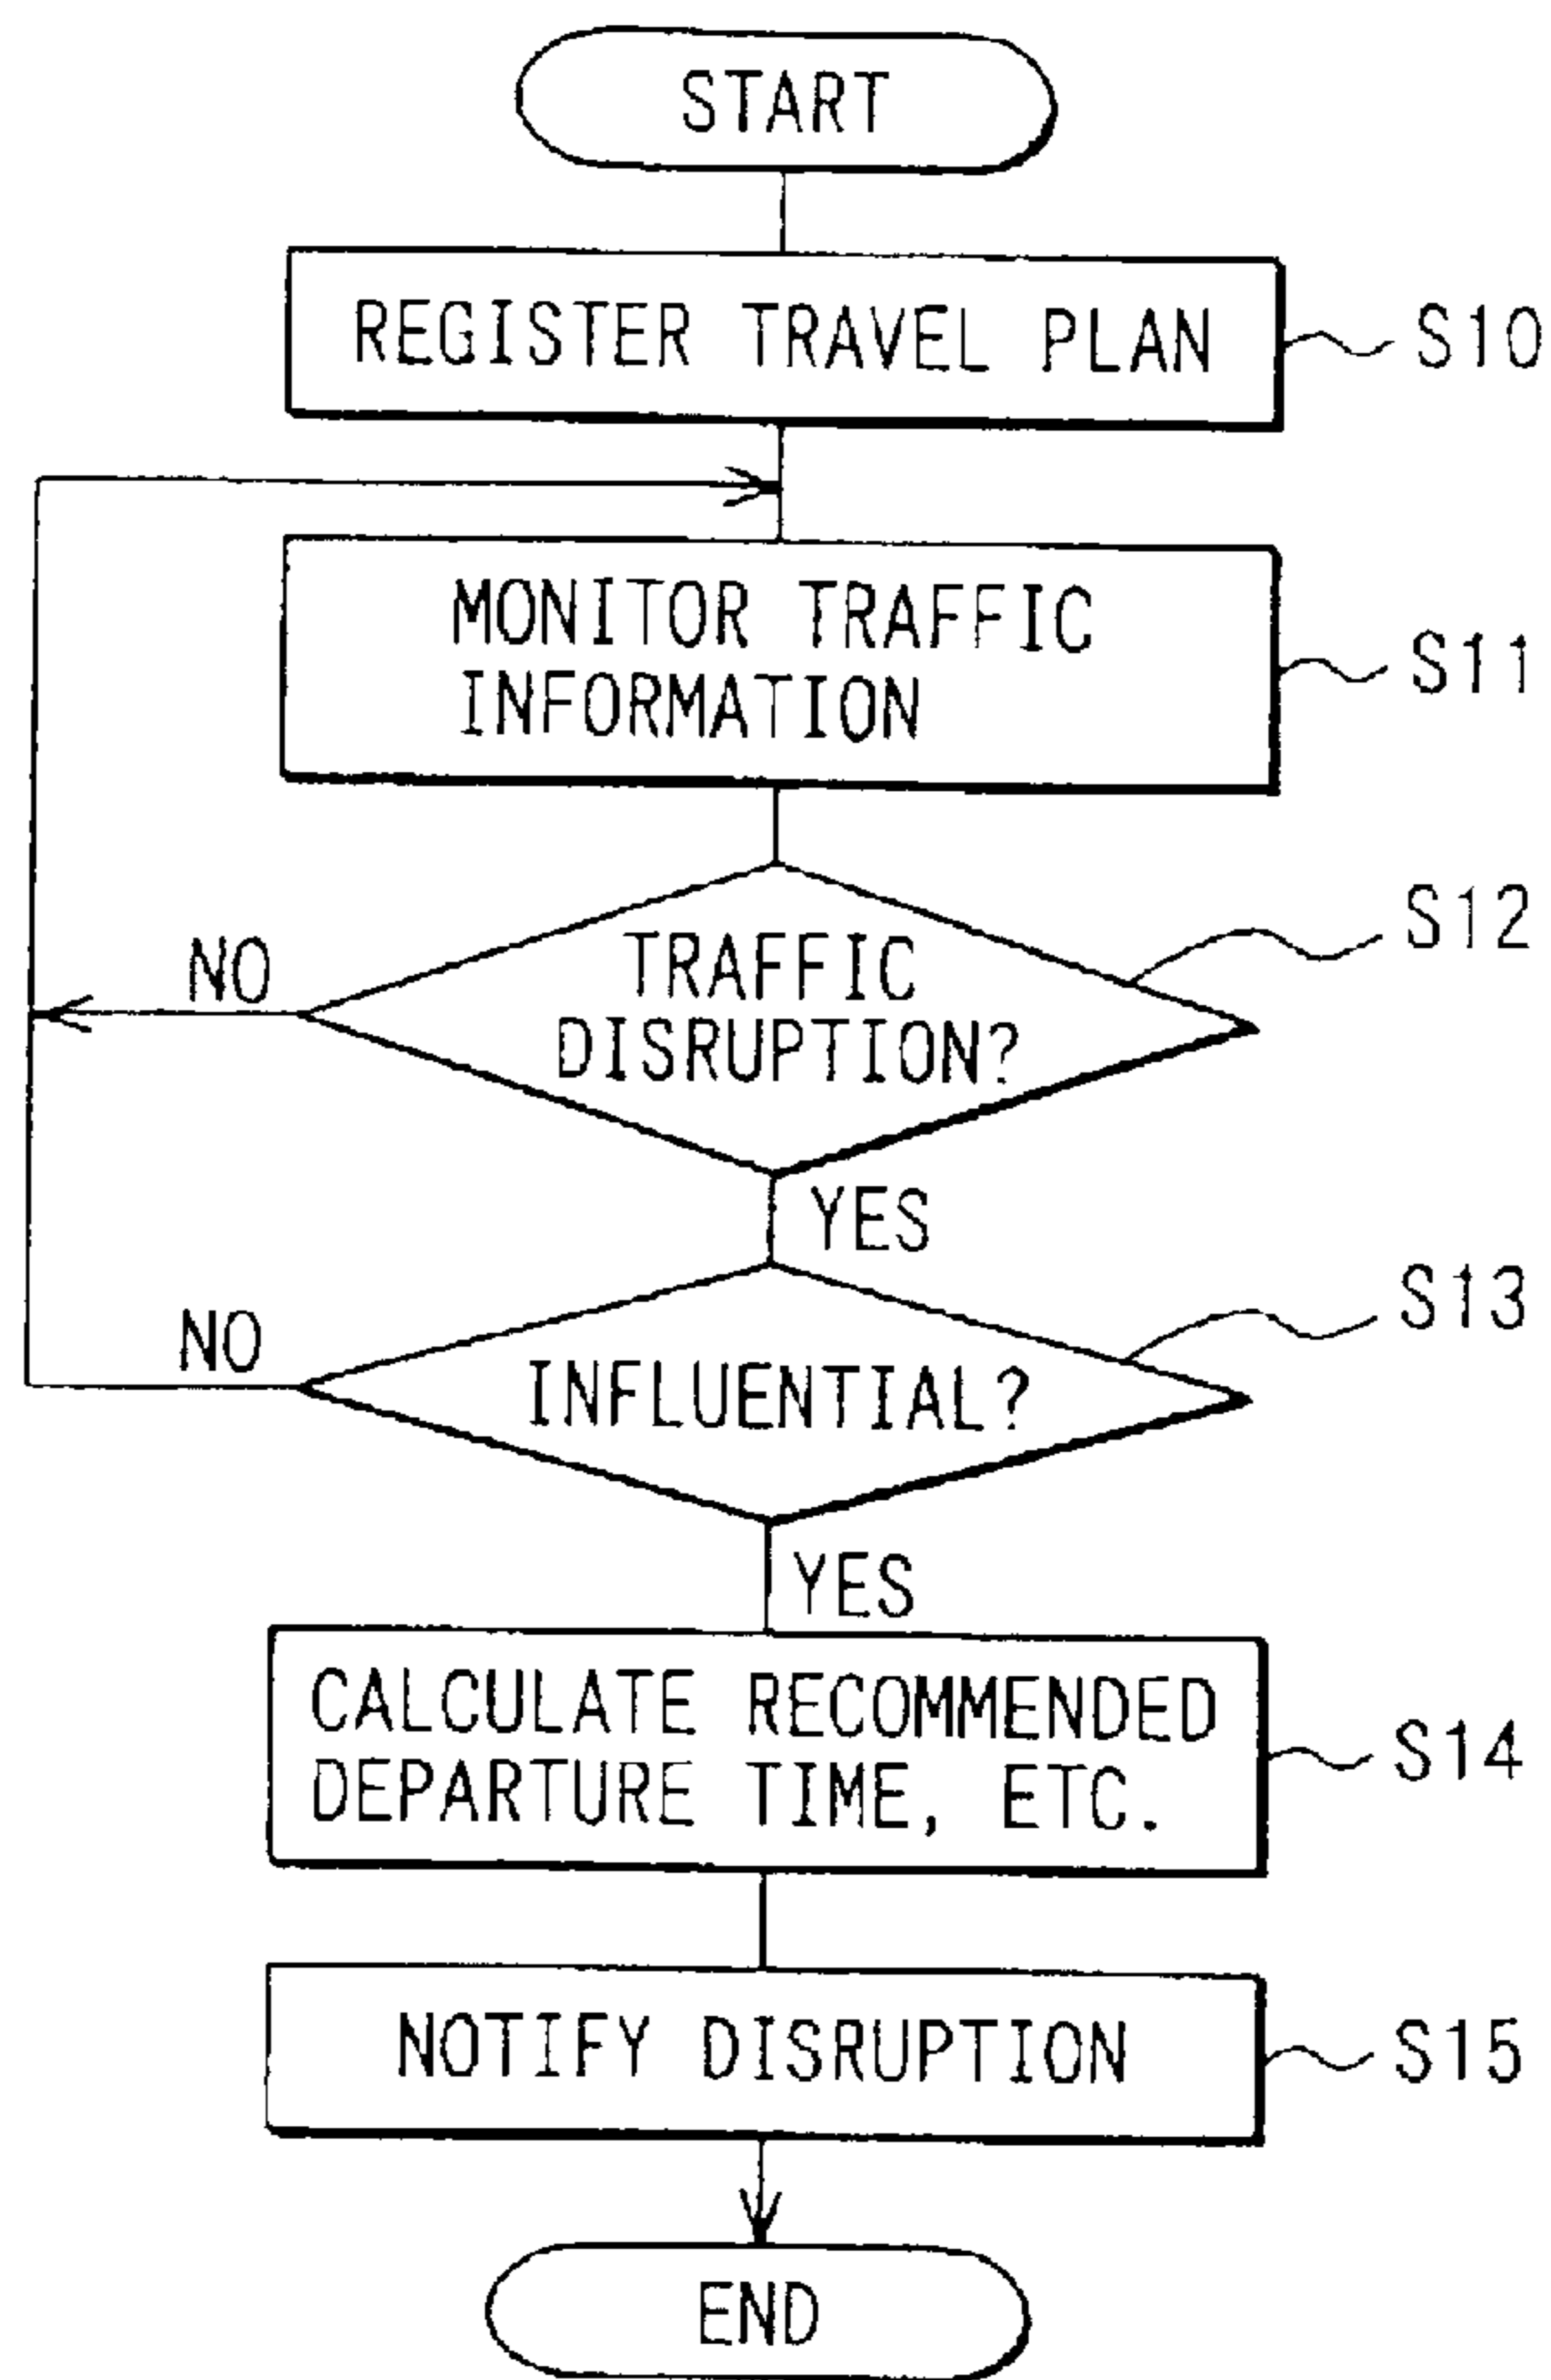 START
REGISTER TRAVEL PLAN
S10
MONITOR TRAFFIC
INFORMATION
S11
S12
NO
TRAFFIC
DISRUPTION?
YES
S13
NO
INFLUENTIAL?
YES
CALCULATE RECOMMENDED
DEPARTURE TIME, ETC.
S14
NOTIFY DISRUPTION
S15
END